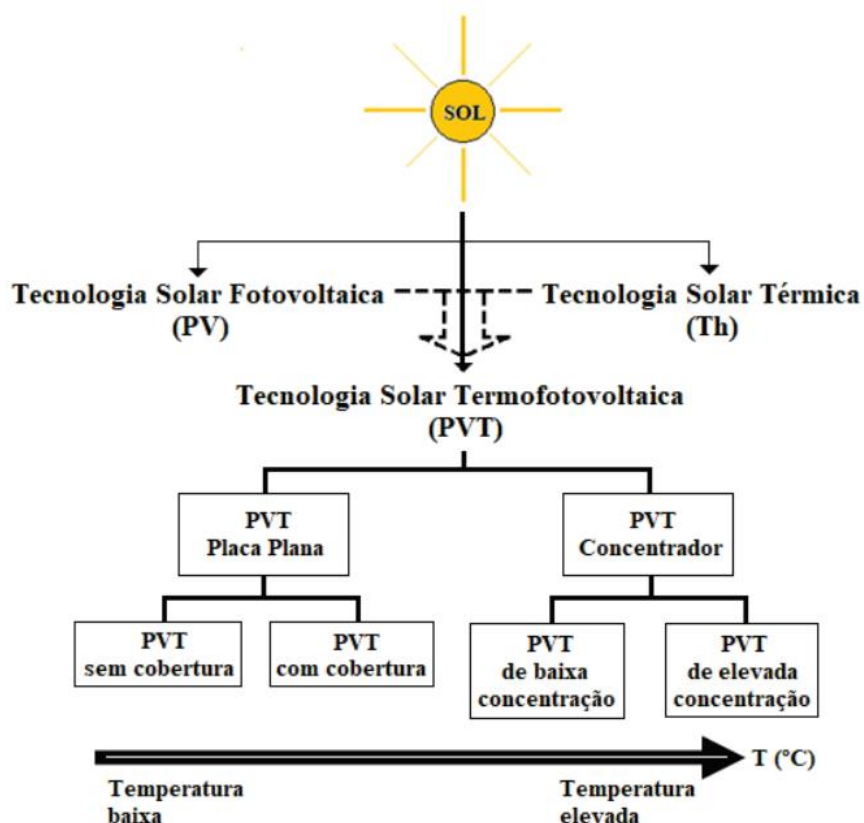 SOL
Tecnologia Solar Fotovoltaica
(PV)
Tecnologia Solar Térmica
(Th)
Tecnologia Solar Termofotovoltaica
(PVT)
PVT
Placa Plana
PVT
Concentrador
PVT
sem cobertura
PVT
com cobertura
PVT
de baixa
concentração
PVT
de elevada
concentração
T (°C)
Temperatura
baixa
Temperatura
elevada